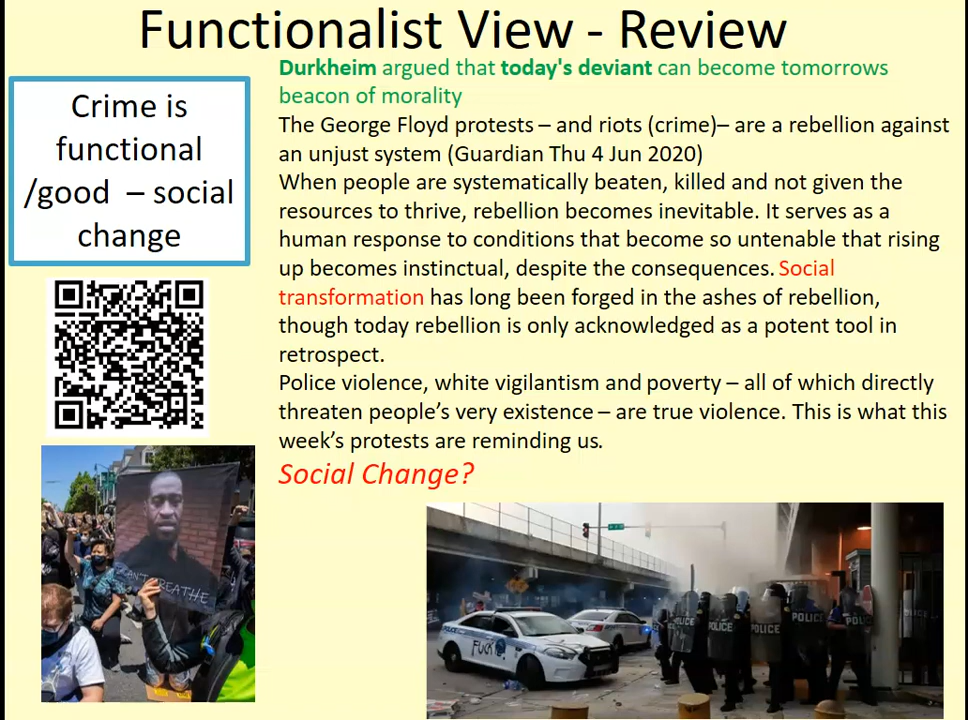 Functionalist View - Review
Crime is
functional
/good – social
change
Durkheim argued that today's deviant can become tomorrows
beacon of morality
The George Floyd protests – and riots (crime)– are a rebellion against
an unjust system (Guardian Thu 4 Jun 2020)
When people are systematically beaten, killed and not given the
resources to thrive, rebellion becomes inevitable. It serves as a
human response to conditions that become so untenable that rising
up becomes instinctual, despite the consequences. Social
transformation has long been forged in the ashes of rebellion,
though today rebellion is only acknowledged as a potent tool in
retrospect.
Police violence, white vigilantism and poverty – all of which directly
threaten people’s very existence – are true violence. This is what this
week’s protests are reminding us.
Social Change?
BREATHE
POLICE
POLICE
POLICE
POLICE
POLICE